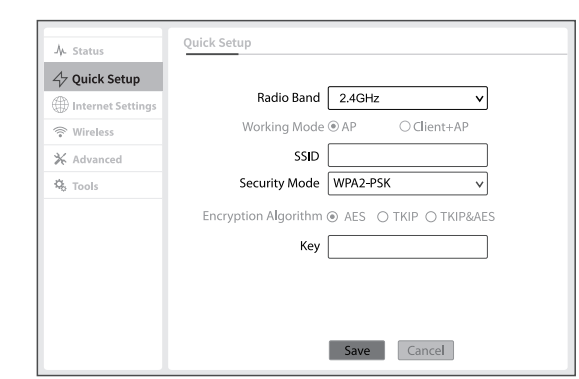 Status
Quick Setup
Internet Settings
Wireless
Advanced
Tools
Quick Setup
Radio Band 2.4GHz
Working Mode AP Client+AP
SSID
Security Mode WPA2-PSK
Encryption Algorithm AES TKIP TKIP&AES
Key
Save Cancel